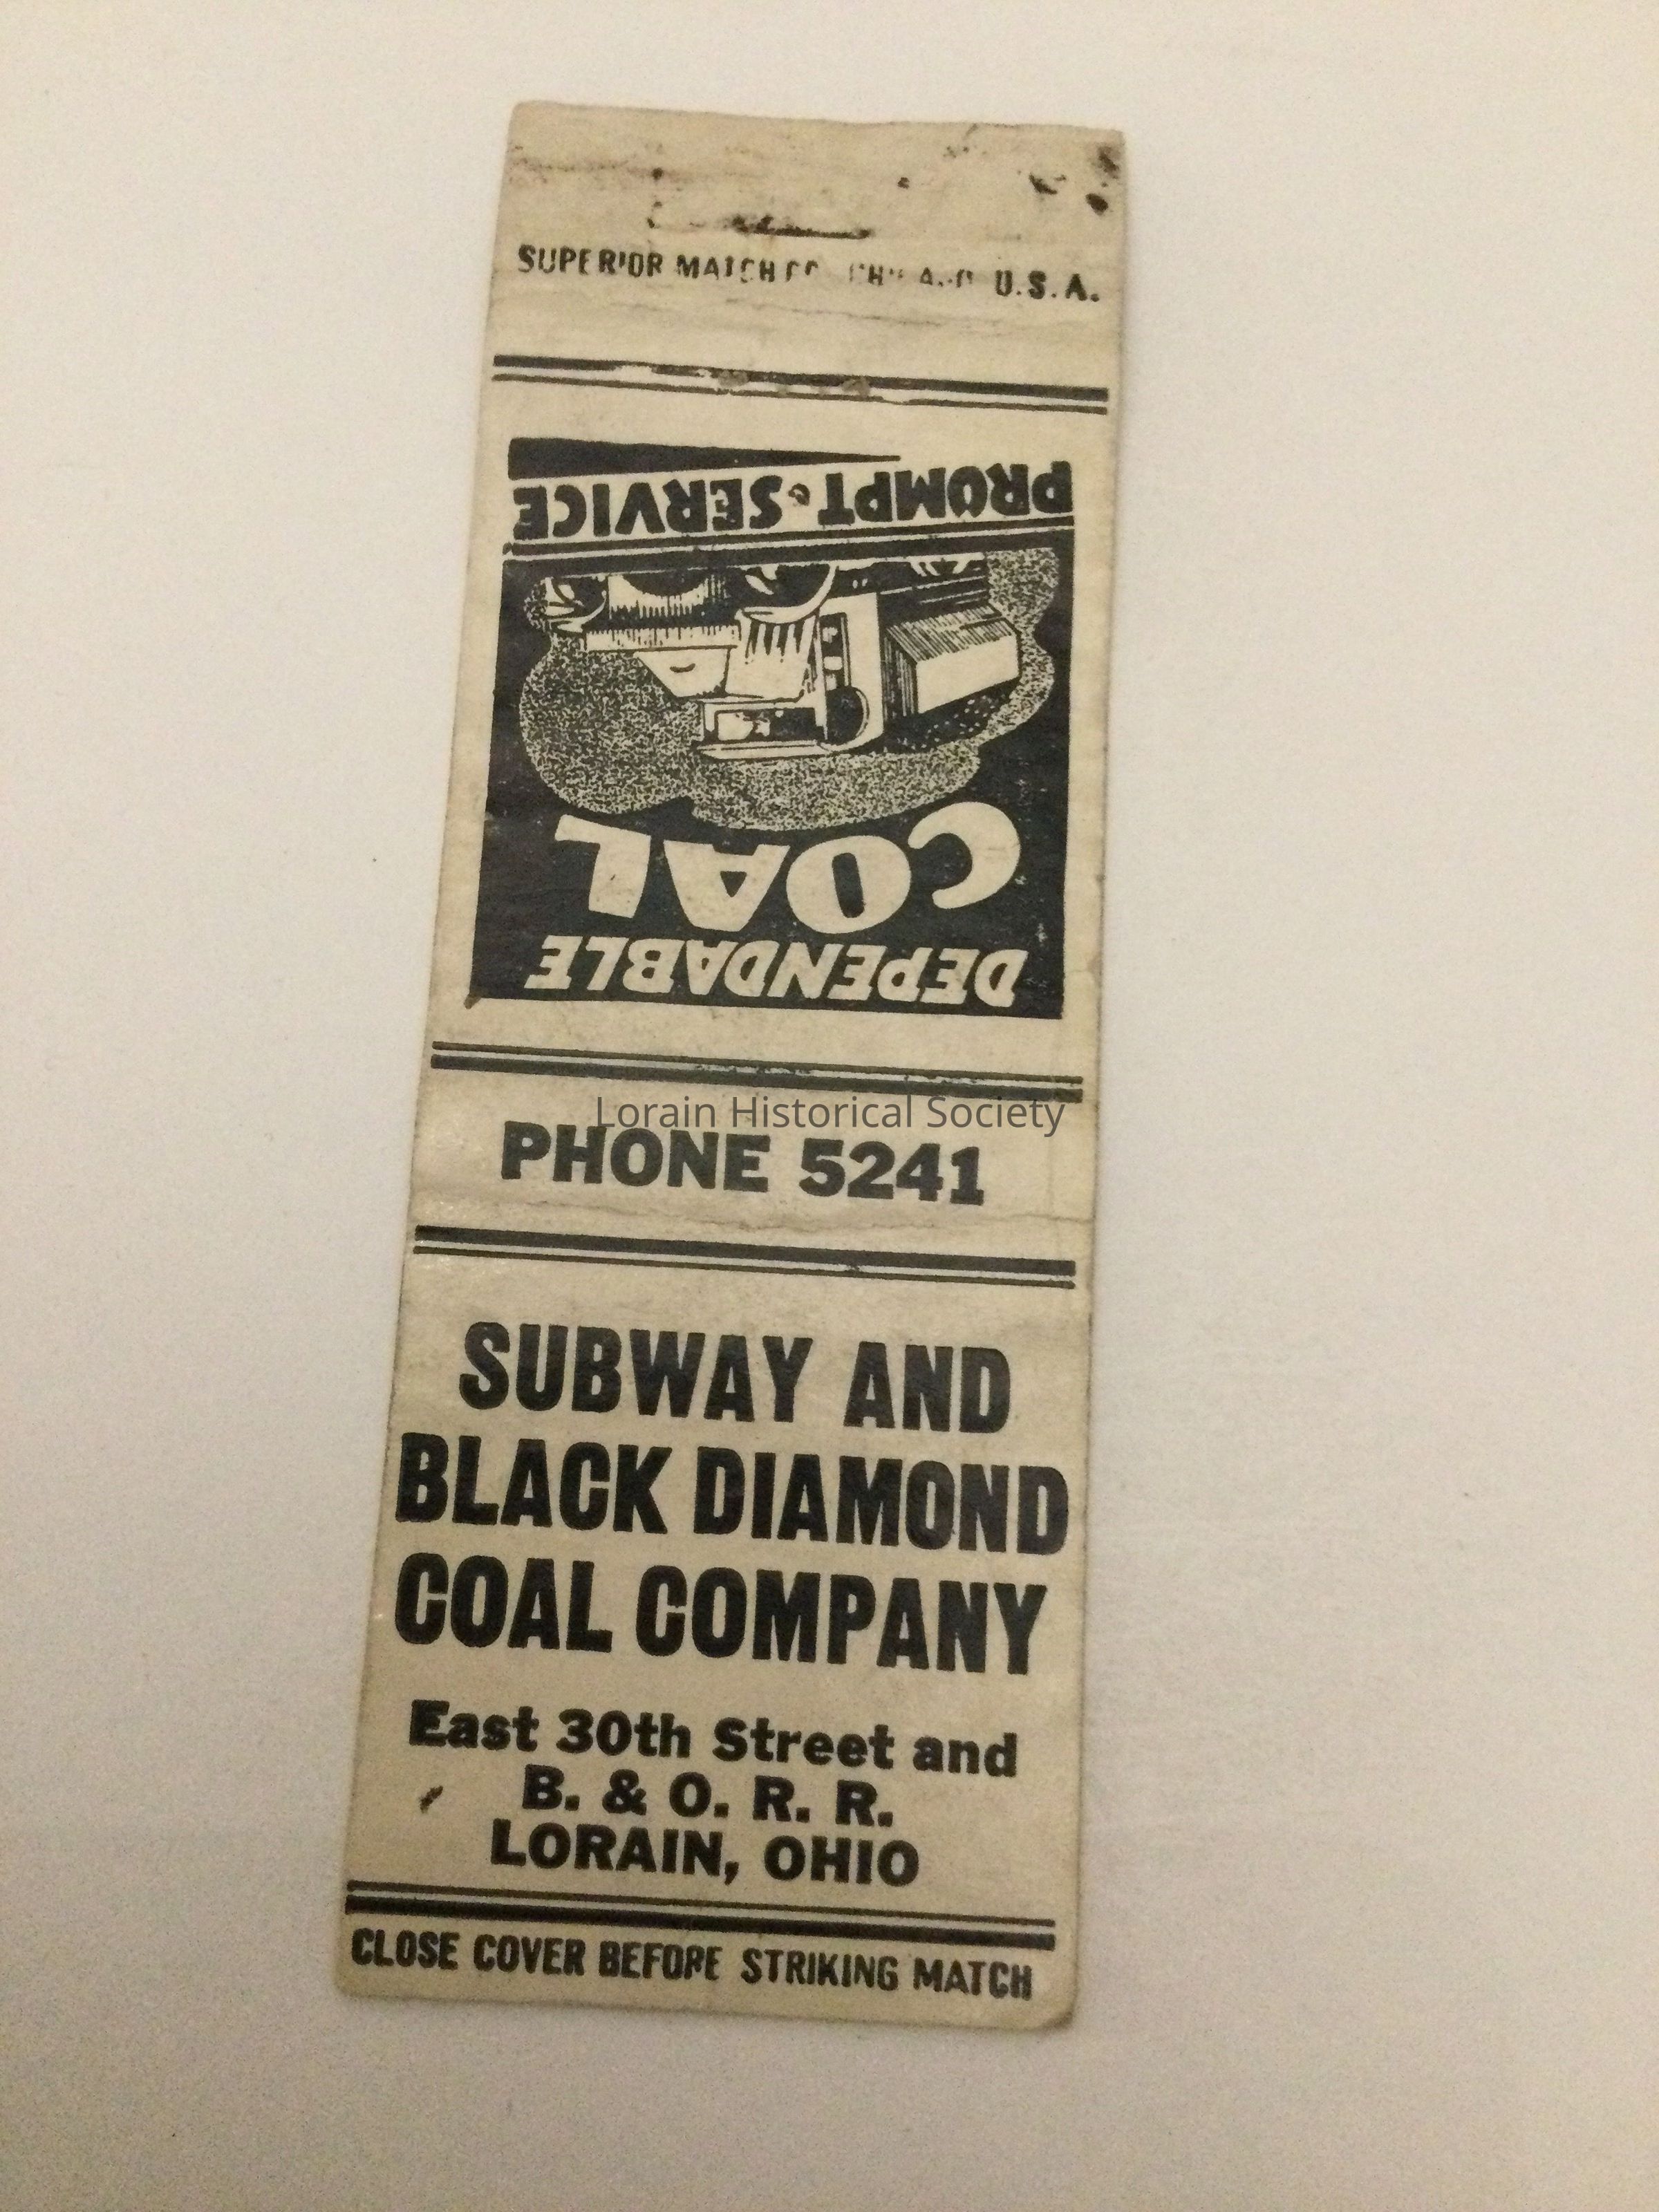 SUPERIOR MATCH CO. CHICAGO U.S.A.
DEPENDABLE
COAL
PROMPT • SERVICE
Lorain Historical Society
PHONE 5241
SUBWAY AND
BLACK DIAMOND
COAL COMPANY
East 30th Street and
B. & O. R. R.
LORAIN, OHIO
CLOSE COVER BEFORE STRIKING MATCH